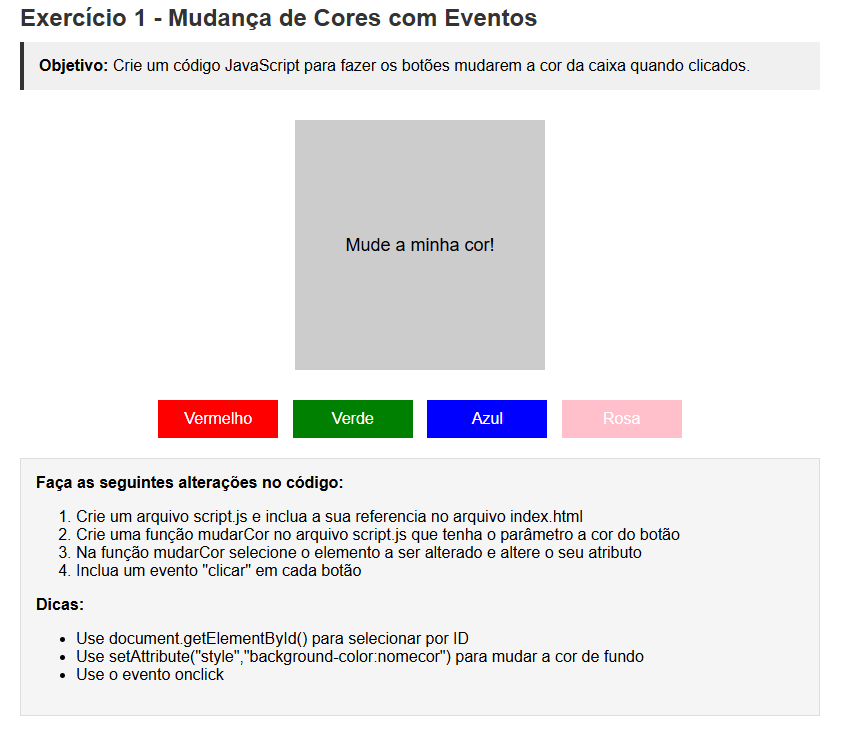 Exercício 1 - Mudança de Cores com Eventos
Objetivo: Crie um código JavaScript para fazer os botões mudarem a cor da caixa quando clicados.
Mude a minha cor!
Vermelho Verde Azul Rosa
Faça as seguintes alterações no código:
1. Crie um arquivo script.js e inclua a sua referencia no arquivo index.html
2. Crie uma função mudarCor no arquivo script.js que tenha o parâmetro a cor do botão
3. Na função mudarCor selecione o elemento a ser alterado e altere o seu atributo
4. Inclua um evento "clicar" em cada botão
Dicas:
• Use document.getElementById() para selecionar por ID
• Use setAttribute("style","background-color:nomecor") para mudar a cor de fundo
• Use o evento onclick